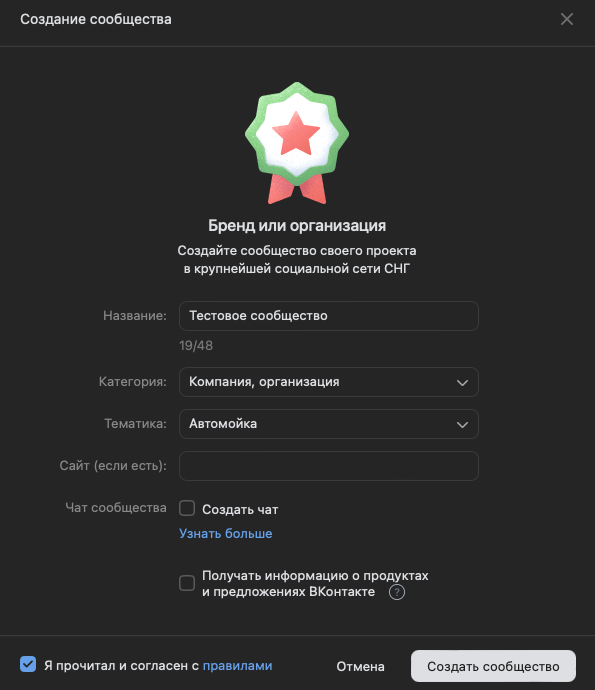 Создание сообщества
Бренд или организация
Создайте сообщество своего проекта
в крупнейшей социальной сети СНГ
Название: Тестовое сообщество
19/48
Категория: Компания, организация
Тематика: Автомойка
Сайт (если есть):
Чат сообщества Создать чат
Узнать больше
Получать информацию о продуктах
и предложениях ВКонтакте ?
Я прочитал и согласен с правилами Отмена Создать сообщество